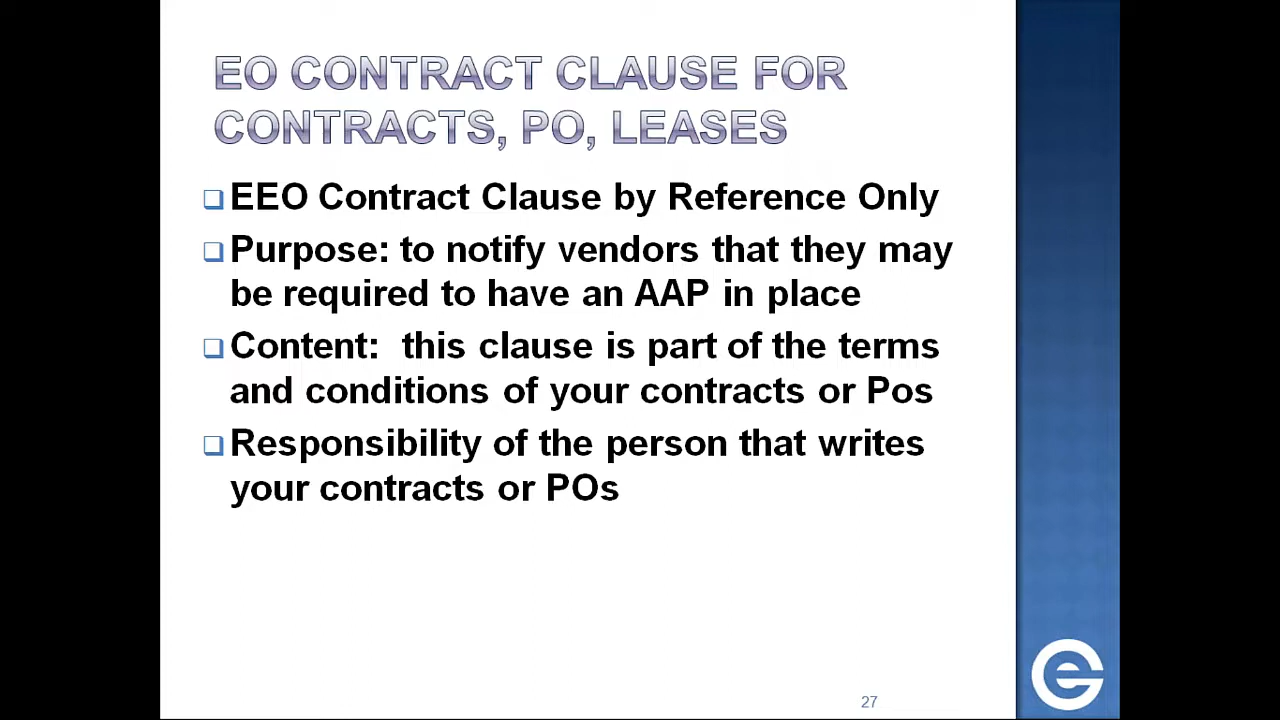 EO CONTRACT CLAUSE FOR
CONTRACTS, PO, LEASES
EEO Contract Clause by Reference Only
Purpose: to notify vendors that they may
be required to have an AAP in place
Content:  this clause is part of the terms
and conditions of your contracts or Pos
Responsibility of the person that writes
your contracts or POs
27